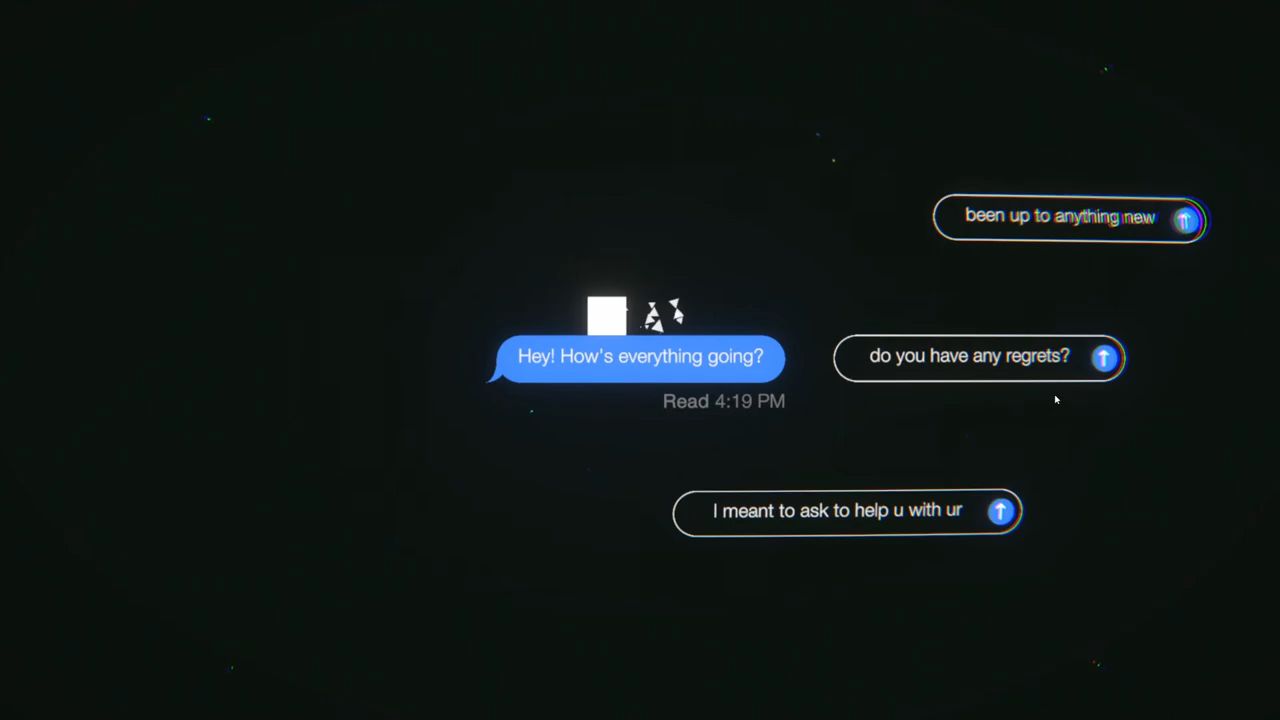 been up to anything new
Hey! How's everything going?
do you have any regrets?
Read 4:19 PM
I meant to ask to help u with ur